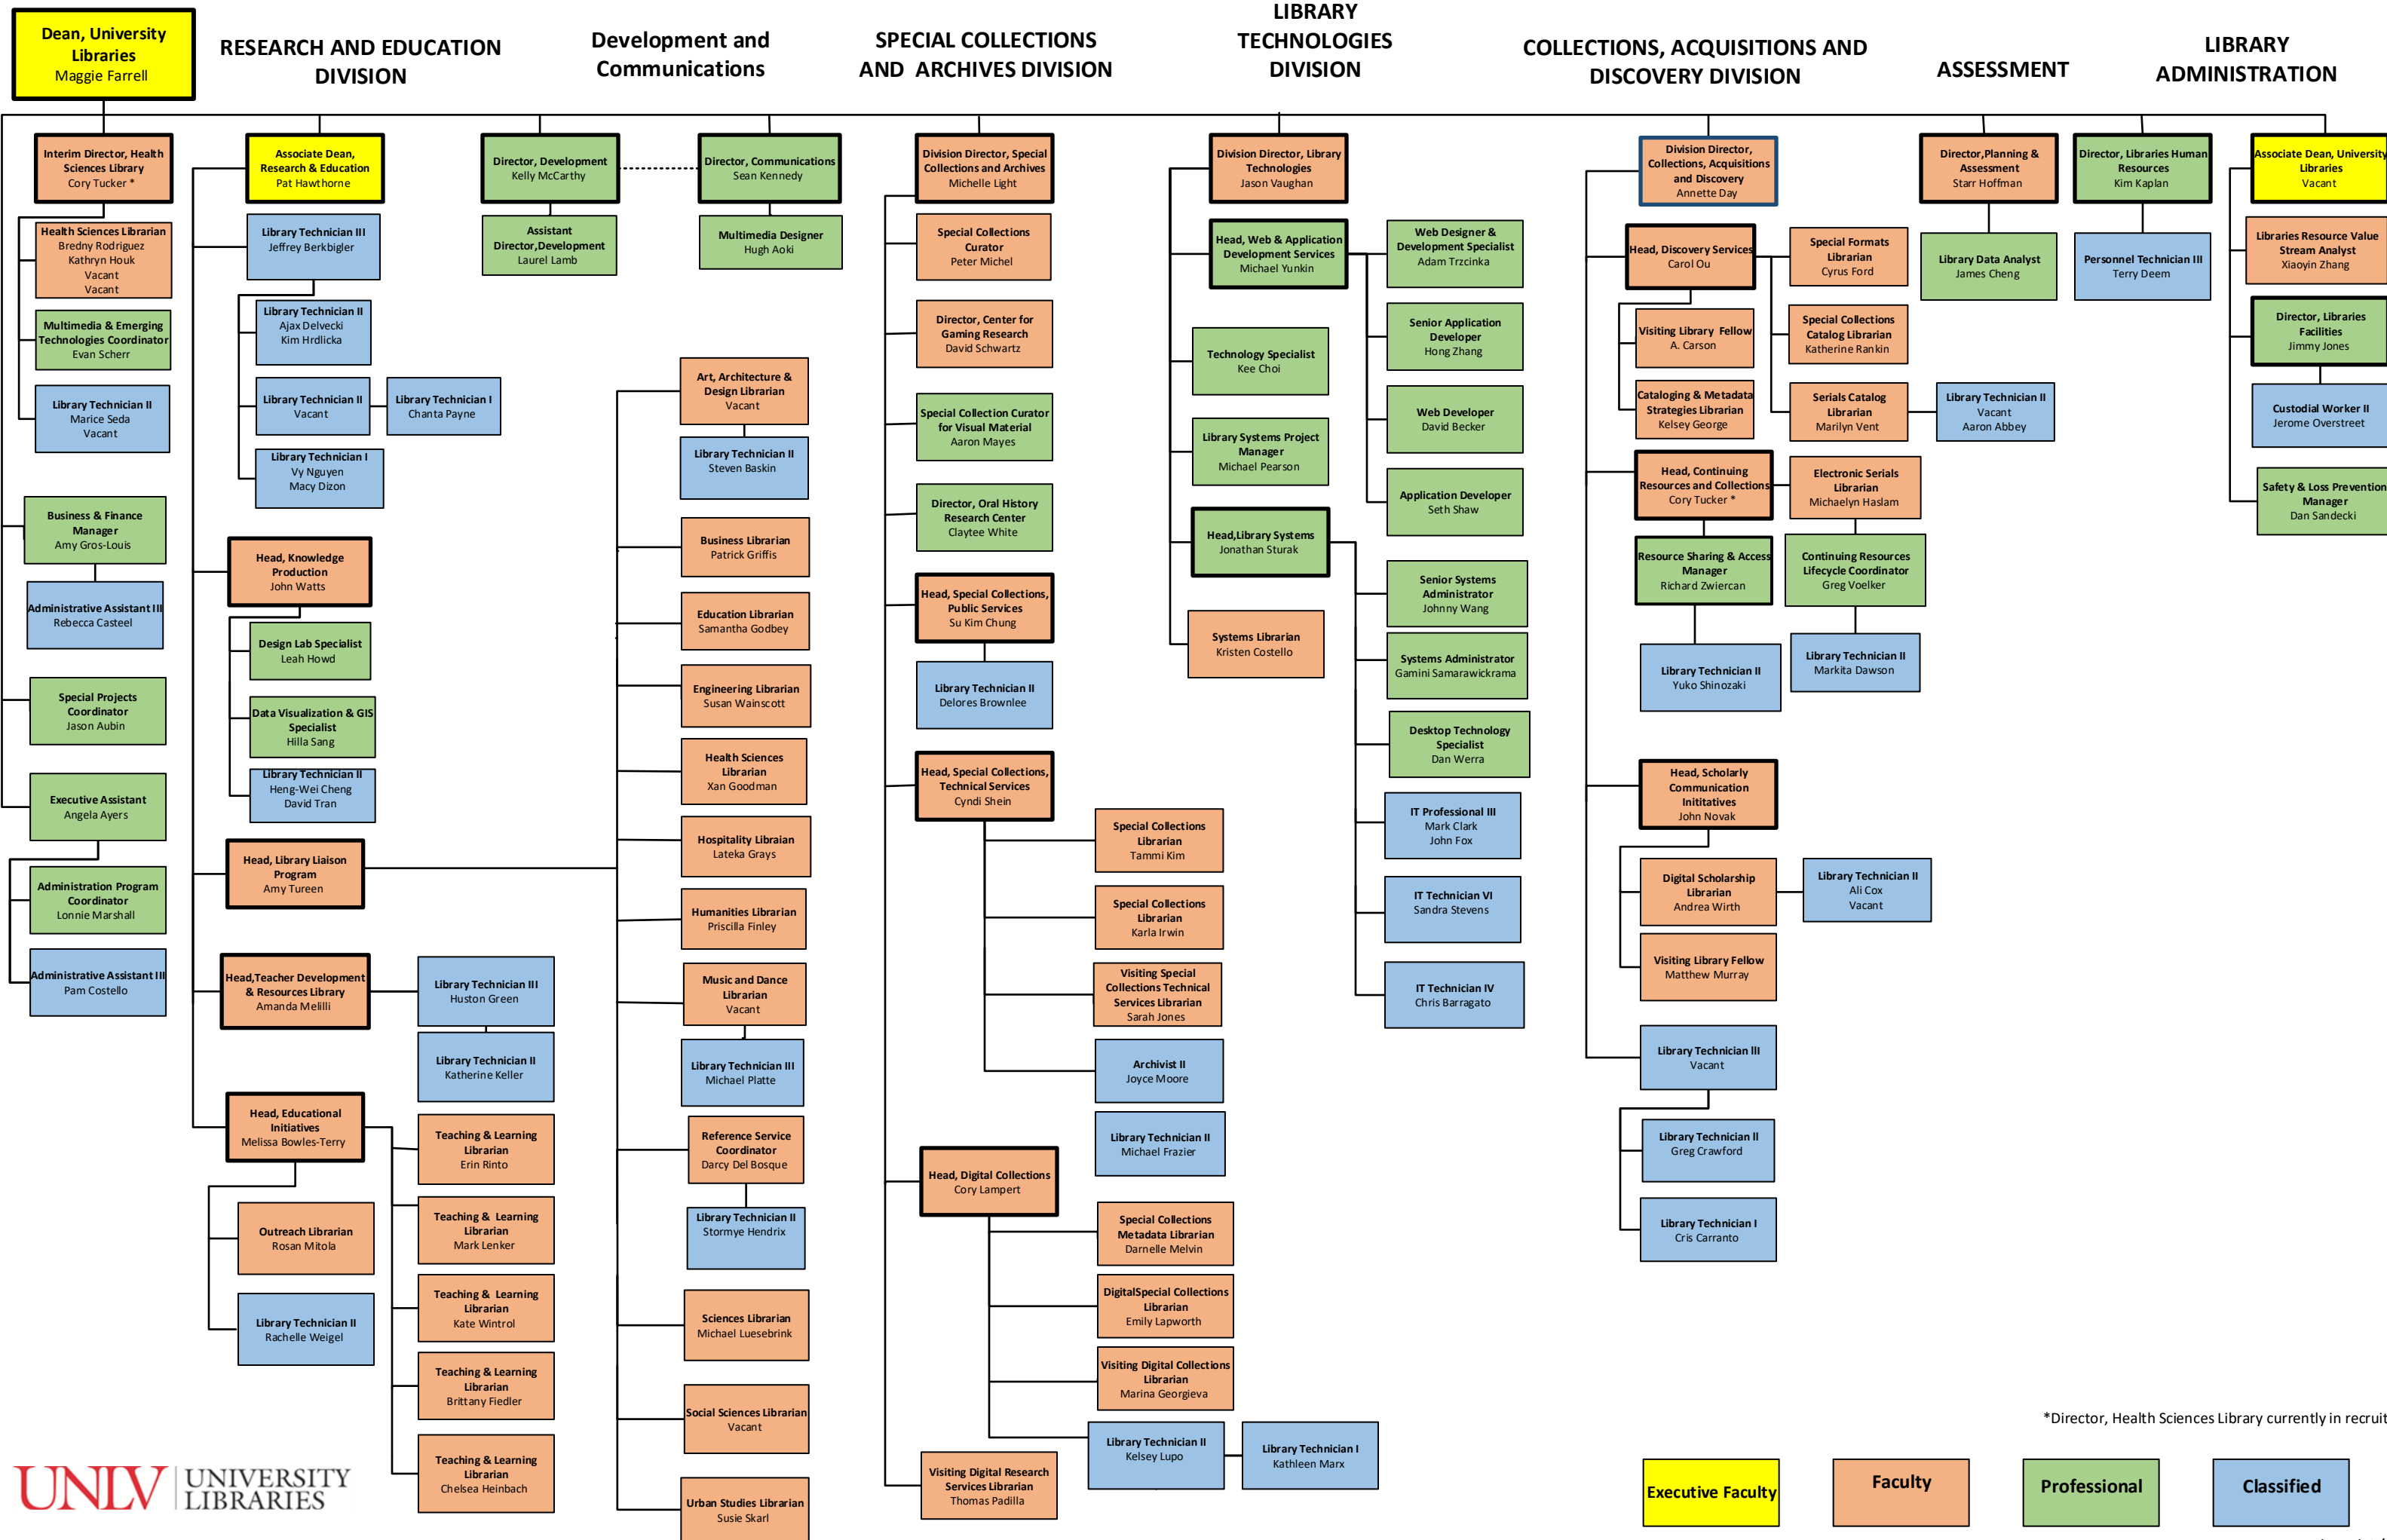 Dean, University
Libraries
Maggie Farrell
RESEARCH AND EDUCATION
DIVISION
Development and
Communications
SPECIAL COLLECTIONS
AND ARCHIVES DIVISION
LIBRARY
TECHNOLOGIES
DIVISION
COLLECTIONS, ACQUISITIONS AND
DISCOVERY DIVISION
ASSESSMENT
LIBRARY
ADMINISTRATION
Interim Director, Health
Sciences Library
Cory Tucker *
Health Sciences Librarian
Bredny Rodriguez
Kathryn Houk
Vacant
Vacant
Multimedia & Emerging
Technologies Coordinator
Evan Scherr
Library Technician II
Marice Seda
Vacant
Business & Finance
Manager
Amy Gros-Louis
Administrative Assistant III
Rebecca Casteel
Special Projects
Coordinator
Jason Aubin
Executive Assistant
Angela Ayers
Administration Program
Coordinator
Lonnie Marshall
Administrative Assistant III
Pam Costello
Associate Dean,
Research & Education
Pat Hawthorne
Library Technician III
Jeffrey Berkbigler
Library Technician II
Ajax Delvecki
Kim Hrdlicka
Library Technician II
Vacant
Library Technician I
Chanta Payne
Library Technician I
Vy Nguyen
Macy Dizon
Head, Knowledge
Production
John Watts
Design Lab Specialist
Leah Howd
Data Visualization & GIS
Specialist
Hilla Sang
Library Technician II
Heng-Wei Cheng
David Tran
Head, Library Liaison
Program
Amy Tureen
Head,Teacher Development
& Resources Library
Amanda Melilli
Library Technician III
Huston Green
Library Technician II
Katherine Keller
Head, Educational
Initiatives
Melissa Bowles-Terry
Outreach Librarian
Rosan Mitola
Library Technician II
Rachelle Weigel
Teaching & Learning
Librarian
Erin Rinto
Teaching & Learning
Librarian
Mark Lenker
Teaching & Learning
Librarian
Kate Wintrol
Teaching & Learning
Librarian
Brittany Fiedler
Teaching & Learning
Librarian
Chelsea Heinbach
Director, Development
Kelly McCarthy
Assistant
Director,Development
Laurel Lamb
Director, Communications
Sean Kennedy
Multimedia Designer
Hugh Aoki
Art, Architecture &
Design Librarian
Vacant
Library Technician II
Steven Baskin
Business Librarian
Patrick Griffis
Education Librarian
Samantha Godbey
Engineering Librarian
Susan Wainscott
Health Sciences
Librarian
Xan Goodman
Hospitality Libraian
Lateka Grays
Humanities Librarian
Priscilla Finley
Music and Dance
Librarian
Vacant
Library Technician III
Michael Platte
Reference Service
Coordinator
Darcy Del Bosque
Library Technician II
Stormye Hendrix
Sciences Librarian
Michael Luesebrink
Social Sciences Librarian
Vacant
Urban Studies Librarian
Susie Skarl
Division Director, Special
Collections and Archives
Michelle Light
Special Collections
Curator
Peter Michel
Director, Center for
Gaming Research
David Schwartz
Special Collection Curator
for Visual Material
Aaron Mayes
Director, Oral History
Research Center
Claytee White
Head, Special Collections,
Public Services
Su Kim Chung
Library Technician II
Delores Brownlee
Head, Special Collections,
Technical Services
Cyndi Shein
Special Collections
Librarian
Tammi Kim
Special Collections
Librarian
Karla Irwin
Visiting Special
Collections Technical
Services Librarian
Sarah Jones
Archivist II
Joyce Moore
Library Technician II
Michael Frazier
Head, Digital Collections
Cory Lampert
Special Collections
Metadata Librarian
Darnelle Melvin
DigitalSpecial Collections
Librarian
Emily Lapworth
Visiting Digital Collections
Librarian
Marina Georgieva
Library Technician II
Kelsey Lupo
Library Technician I
Kathleen Marx
Visiting Digital Research
Services Librarian
Thomas Padilla
Division Director, Library
Technologies
Jason Vaughan
Head, Web & Application
Development Services
Michael Yunkin
Technology Specialist
Kee Choi
Library Systems Project
Manager
Michael Pearson
Head,Library Systems
Jonathan Sturak
Systems Librarian
Kristen Costello
Web Designer &
Development Specialist
Adam Trzcinka
Senior Application
Developer
Hong Zhang
Web Developer
David Becker
Application Developer
Seth Shaw
Senior Systems
Administrator
Johnny Wang
Systems Administrator
Gamini Samarawickrama
Desktop Technology
Specialist
Dan Werra
IT Professional III
Mark Clark
John Fox
IT Technician VI
Sandra Stevens
IT Technician IV
Chris Barragato
Division Director,
Collections, Acquisitions
and Discovery
Annette Day
Head, Discovery Services
Carol Ou
Visiting Library Fellow
A. Carson
Cataloging & Metadata
Strategies Librarian
Kelsey George
Special Formats
Librarian
Cyrus Ford
Special Collections
Catalog Librarian
Katherine Rankin
Serials Catalog
Librarian
Marilyn Vent
Library Technician II
Vacant
Aaron Abbey
Head, Continuing
Resources and Collections
Cory Tucker *
Electronic Serials
Librarian
Michaelyn Haslam
Resource Sharing & Access
Manager
Richard Zwiercan
Continuing Resources
Lifecycle Coordinator
Greg Voelker
Library Technician II
Yuko Shinozaki
Library Technician II
Markita Dawson
Head, Scholarly
Communication
Inititatives
John Novak
Digital Scholarship
Librarian
Andrea Wirth
Library Technician II
Ali Cox
Vacant
Visiting Library Fellow
Matthew Murray
Library Technician III
Vacant
Library Technician II
Greg Crawford
Library Technician I
Cris Carranto
Director,Planning &
Assessment
Starr Hoffman
Library Data Analyst
James Cheng
Director, Libraries Human
Resources
Kim Kaplan
Personnel Technician III
Terry Deem
Associate Dean, University
Libraries
Vacant
Libraries Resource Value
Stream Analyst
Xiaoyin Zhang
Director, Libraries
Facilities
Jimmy Jones
Custodial Worker II
Jerome Overstreet
Safety & Loss Prevention
Manager
Dan Sandecki
*Director, Health Sciences Library currently in recruit
Executive Faculty
Faculty
Professional
Classified
UNLV
UNIVERSITY
LIBRARIES